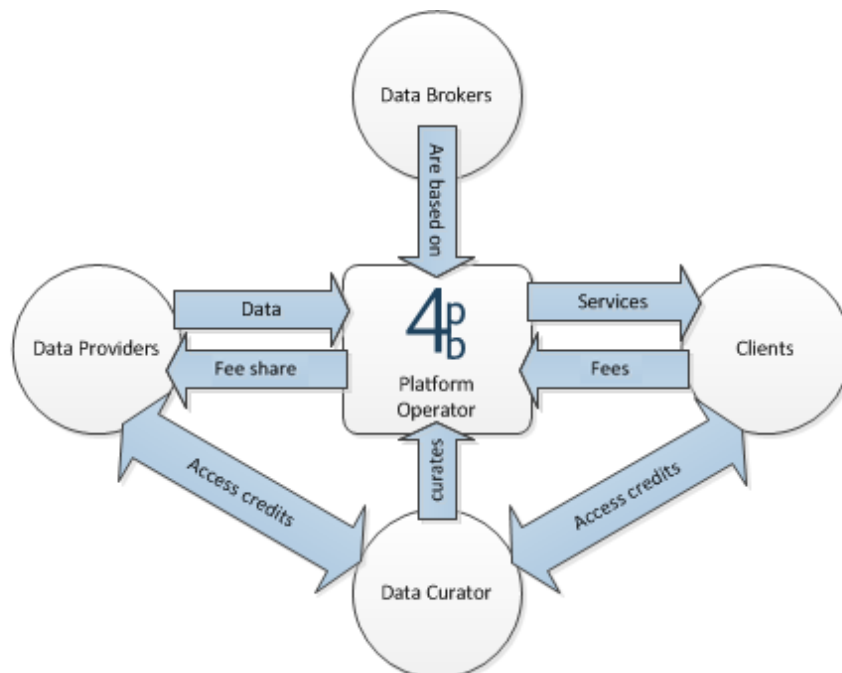 Data Brokers
Are based on
Data
Services
4pb
Data Providers
Clients
Fee share
Fees
Platform
Operator
curates
Access credits
Access credits
Data Curator